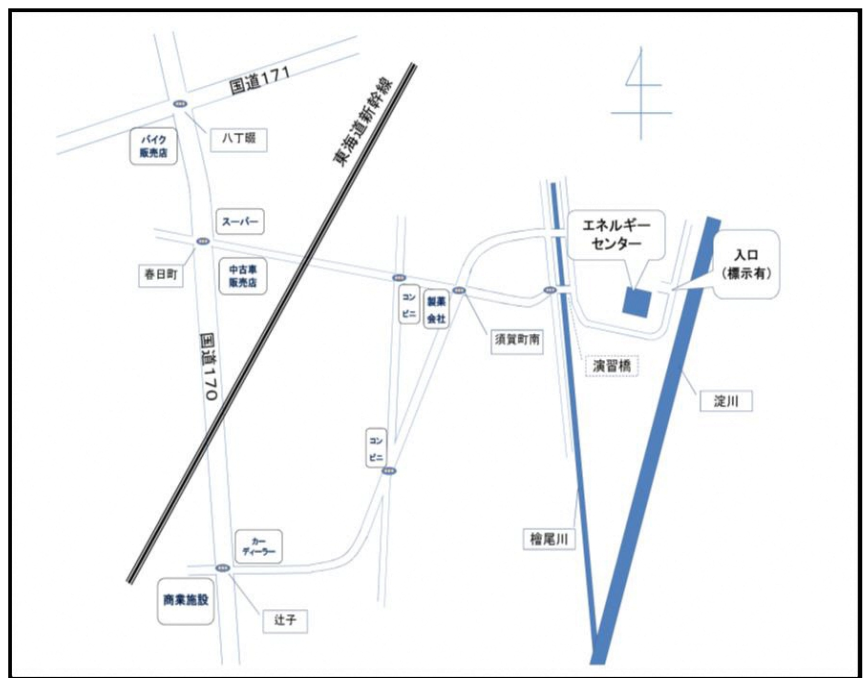 国道171
八丁畷
バイク
販売店
東海道新幹線
スーパー
春日町
中古車
販売店
エネルギー
センター
入口
（標示有）
コン
ビニ
製薬
会社
須賀町南
演習橋
国道170
淀川
コン
ビニ
檜尾川
カー
ディーラー
商業施設
辻子